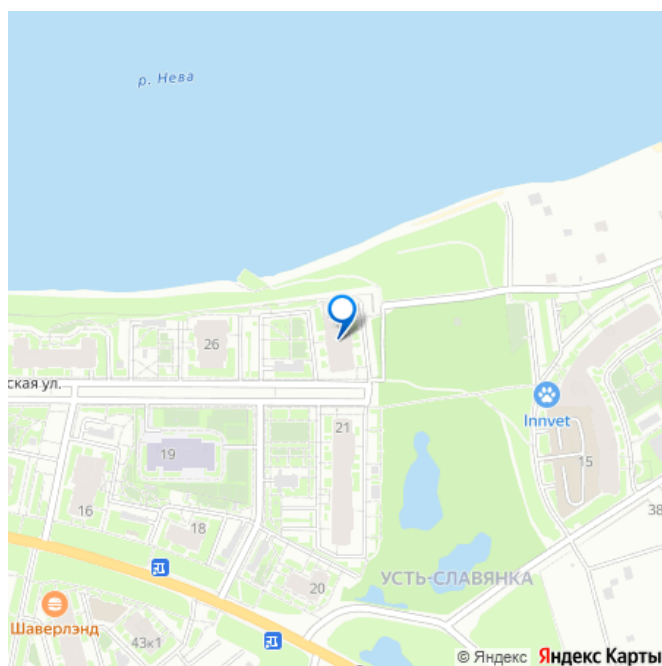 р. Нева
26
ская ул.
21
Innvet
19
15
16
18
38
УСТЬ-СЛАВЯНКА
20
Шаверлэнд
43к1
© Яндекс Яндекс Карты